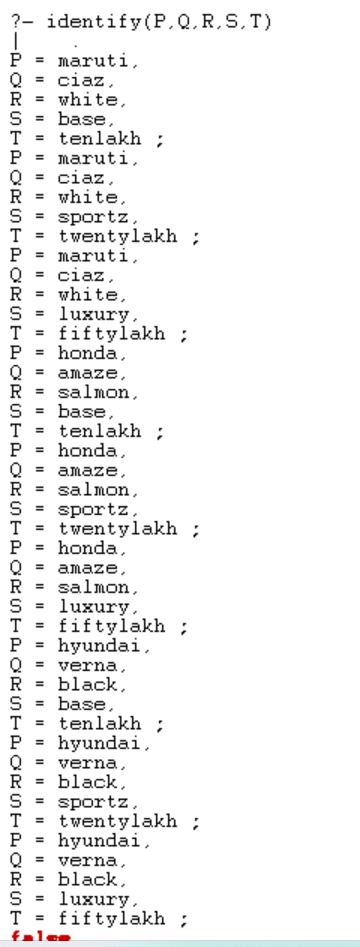 ?- identify(P,Q,R,S,T)
|    .
P = maruti,
Q = ciaz,
R = white,
S = base,
T = tenlakh ;
P = maruti,
Q = ciaz,
R = white,
S = sportz,
T = twentylakh ;
P = maruti,
Q = ciaz,
R = white,
S = luxury,
T = fiftylakh ;
P = honda,
Q = amaze,
R = salmon,
S = base,
T = tenlakh ;
P = honda,
Q = amaze,
R = salmon,
S = sportz,
T = twentylakh ;
P = honda,
Q = amaze,
R = salmon,
S = luxury,
T = fiftylakh ;
P = hyundai,
Q = verna,
R = black,
S = base,
T = tenlakh ;
P = hyundai,
Q = verna,
R = black,
S = sportz,
T = twentylakh ;
P = hyundai,
Q = verna,
R = black,
S = luxury,
T = fiftylakh ;
false